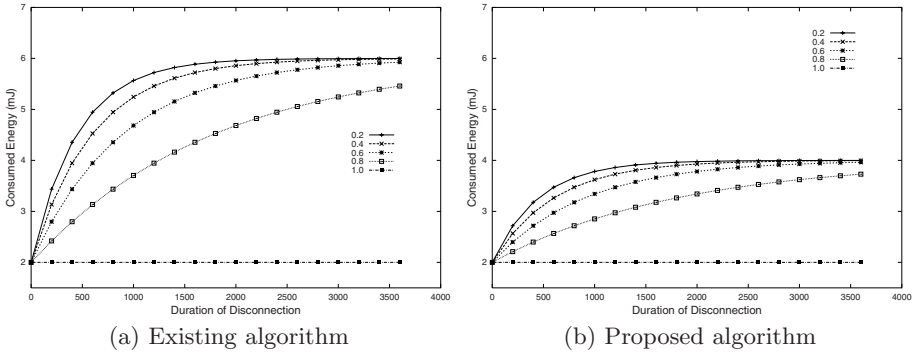 7
6
5
4
3
2
Consumed Energy (mJ)
0.2
0.4
0.6
0.8
1.0
0 500 1000 1500 2000 2500 3000 3500 4000
Duration of Disconnection
(a) Existing algorithm
7
6
5
4
3
2
Consumed Energy (mJ)
0.2
0.4
0.6
0.8
1.0
0 500 1000 1500 2000 2500 3000 3500 4000
Duration of Disconnection
(b) Proposed algorithm